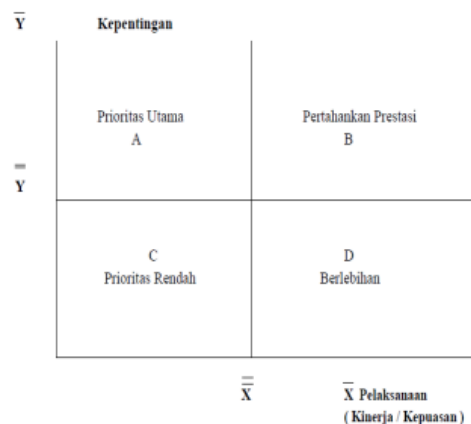 Y̅ Kepentingan
Prioritas Utama Pertahankan Prestasi
A B
Y̿
C D
Prioritas Rendah Berlebihan
X̿ X̅ Pelaksanaan
( Kinerja / Kepuasan )